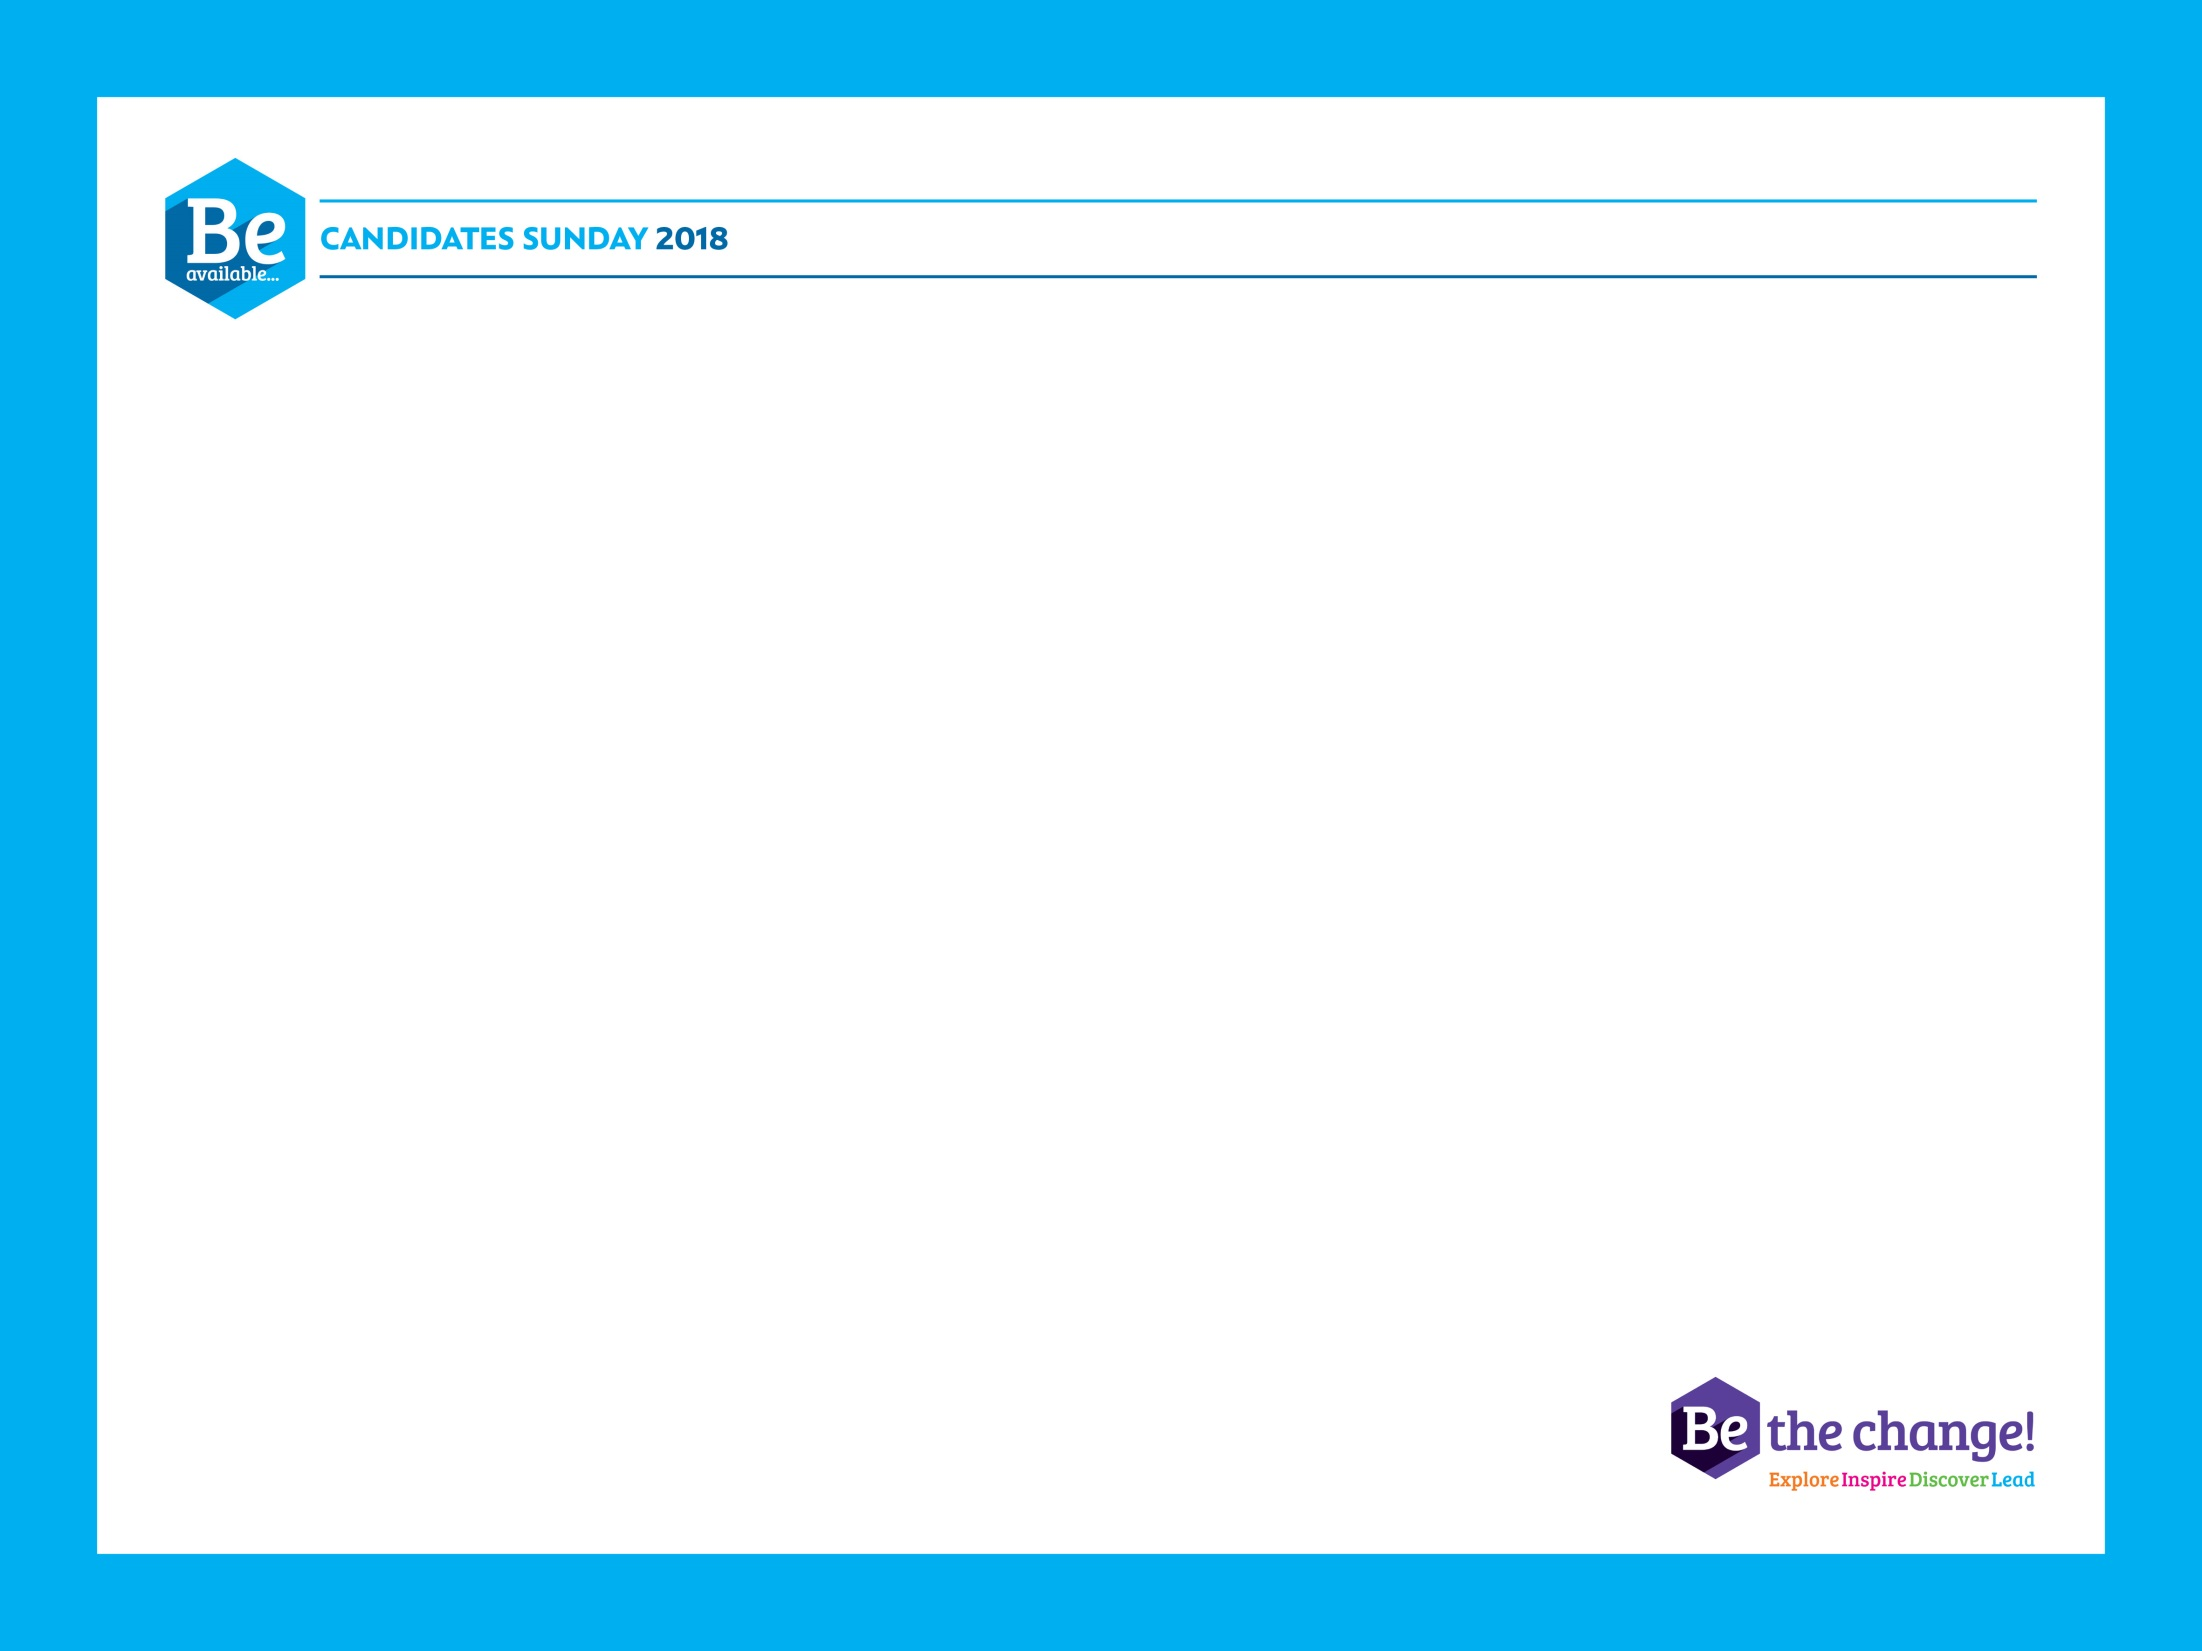 Be
available...
CANDIDATES SUNDAY 2018
Be the change!
Explore Inspire Discover Lead